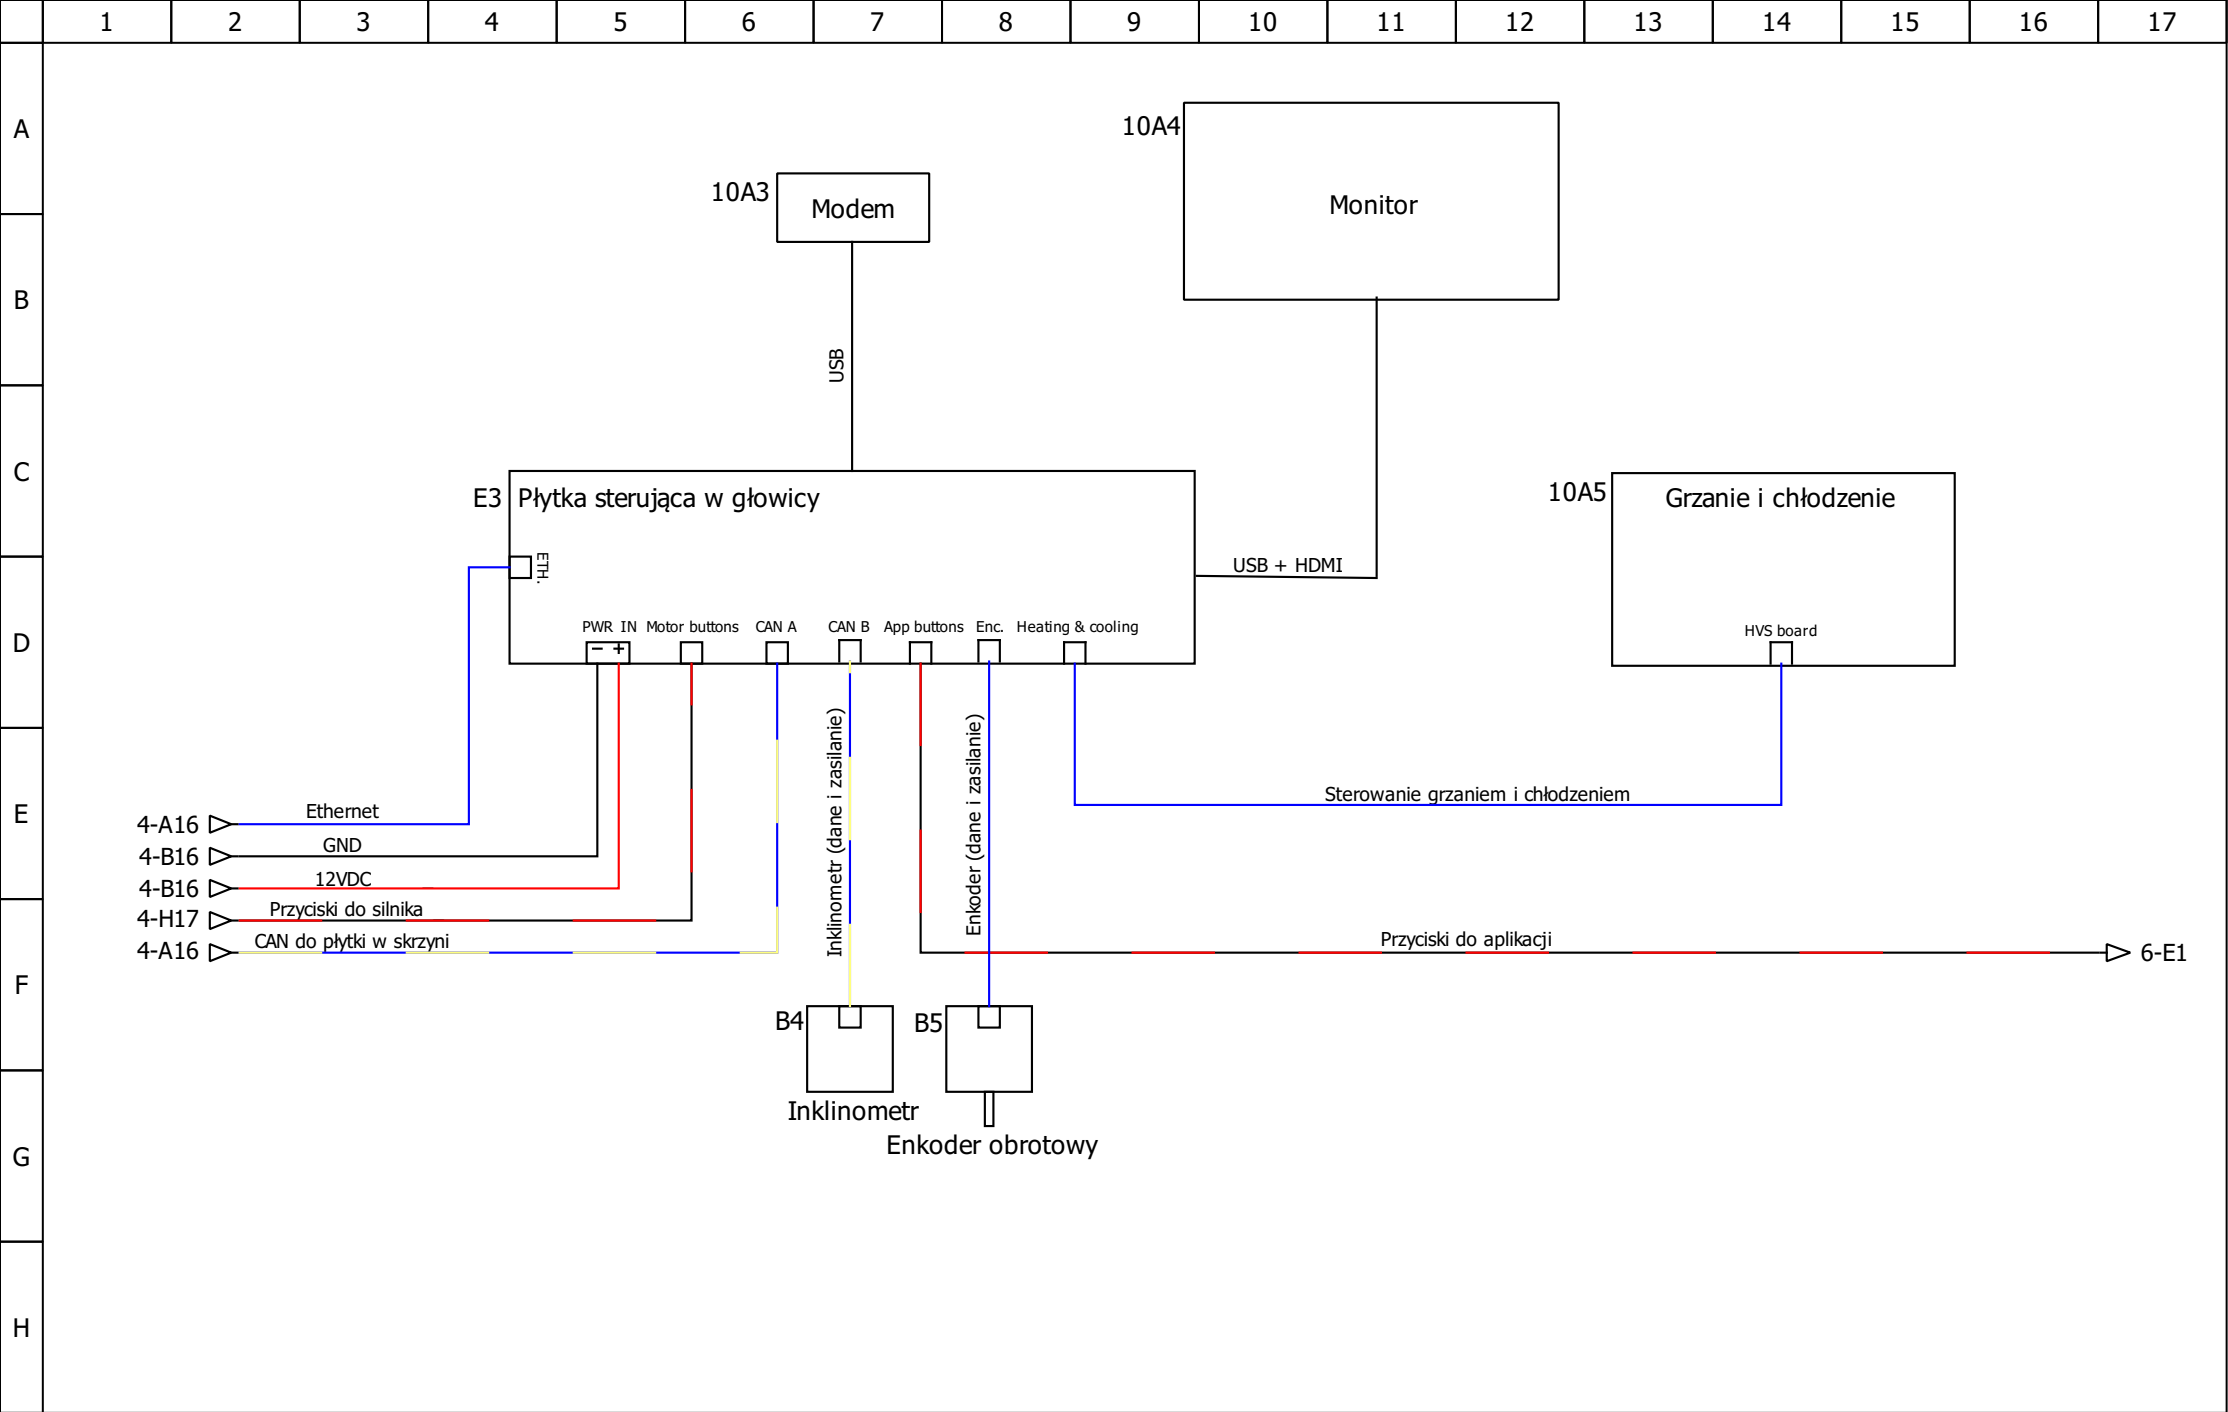 1 2 3 4 5 6 7 8 9 10 11 12 13 14 15 16 17
A
10A4
Monitor
10A3
Modem
B
USB
C
E3 Płytka sterująca w głowicy
10A5
Grzanie i chłodzenie
ETH.
USB + HDMI
D
PWR IN Motor buttons CAN A CAN B App buttons Enc. Heating & cooling
HVS board
− +
Inklinometr (dane i zasilanie)
Enkoder (dane i zasilanie)
Sterowanie grzaniem i chłodzeniem
E
Ethernet
4-A16
GND
4-B16
12VDC
4-B16
Przyciski do silnika
4-H17
CAN do płytki w skrzyni
4-A16
Przyciski do aplikacji
6-E1
F
B4
B5
Inklinometr
Enkoder obrotowy
G
H